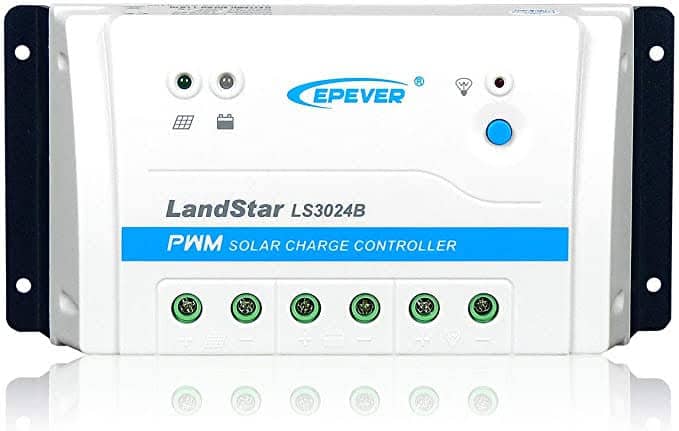 EPEVER ®
LandStar LS3024B
PWM SOLAR CHARGE CONTROLLER
+ − + − + −